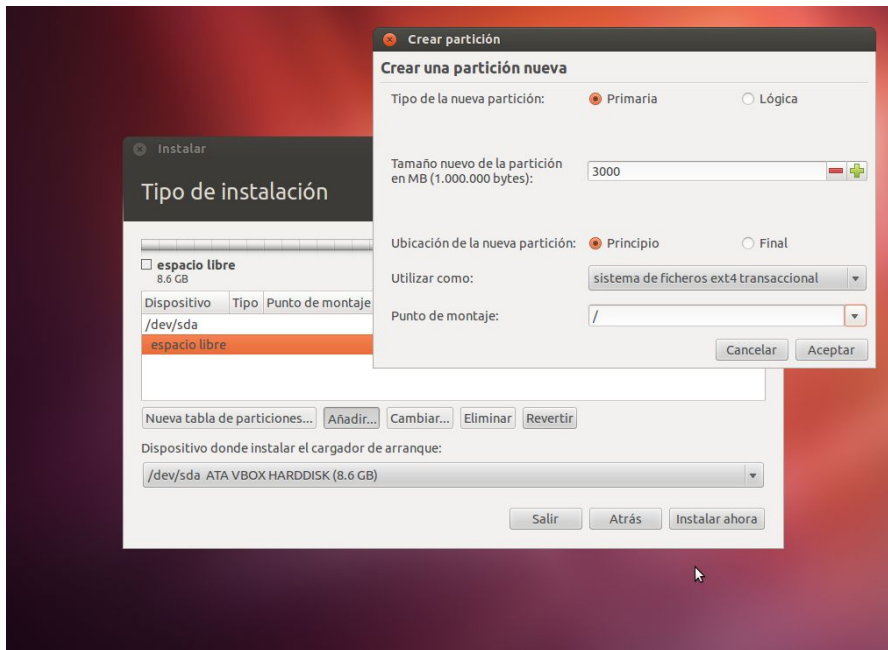 Crear partición
Crear una partición nueva
Tipo de la nueva partición: Primaria Lógica
Tamaño nuevo de la partición
en MB (1.000.000 bytes): 3000
Ubicación de la nueva partición: Principio Final
Utilizar como: sistema de ficheros ext4 transaccional
Punto de montaje: /
Cancelar Aceptar
Instalar
Tipo de instalación
espacio libre
8.6 GB
Dispositivo Tipo Punto de montaje
/dev/sda
espacio libre
Nueva tabla de particiones... Añadir... Cambiar... Eliminar Revertir
Dispositivo donde instalar el cargador de arranque:
/dev/sda ATA VBOX HARDDISK (8.6 GB)
Salir Atrás Instalar ahora